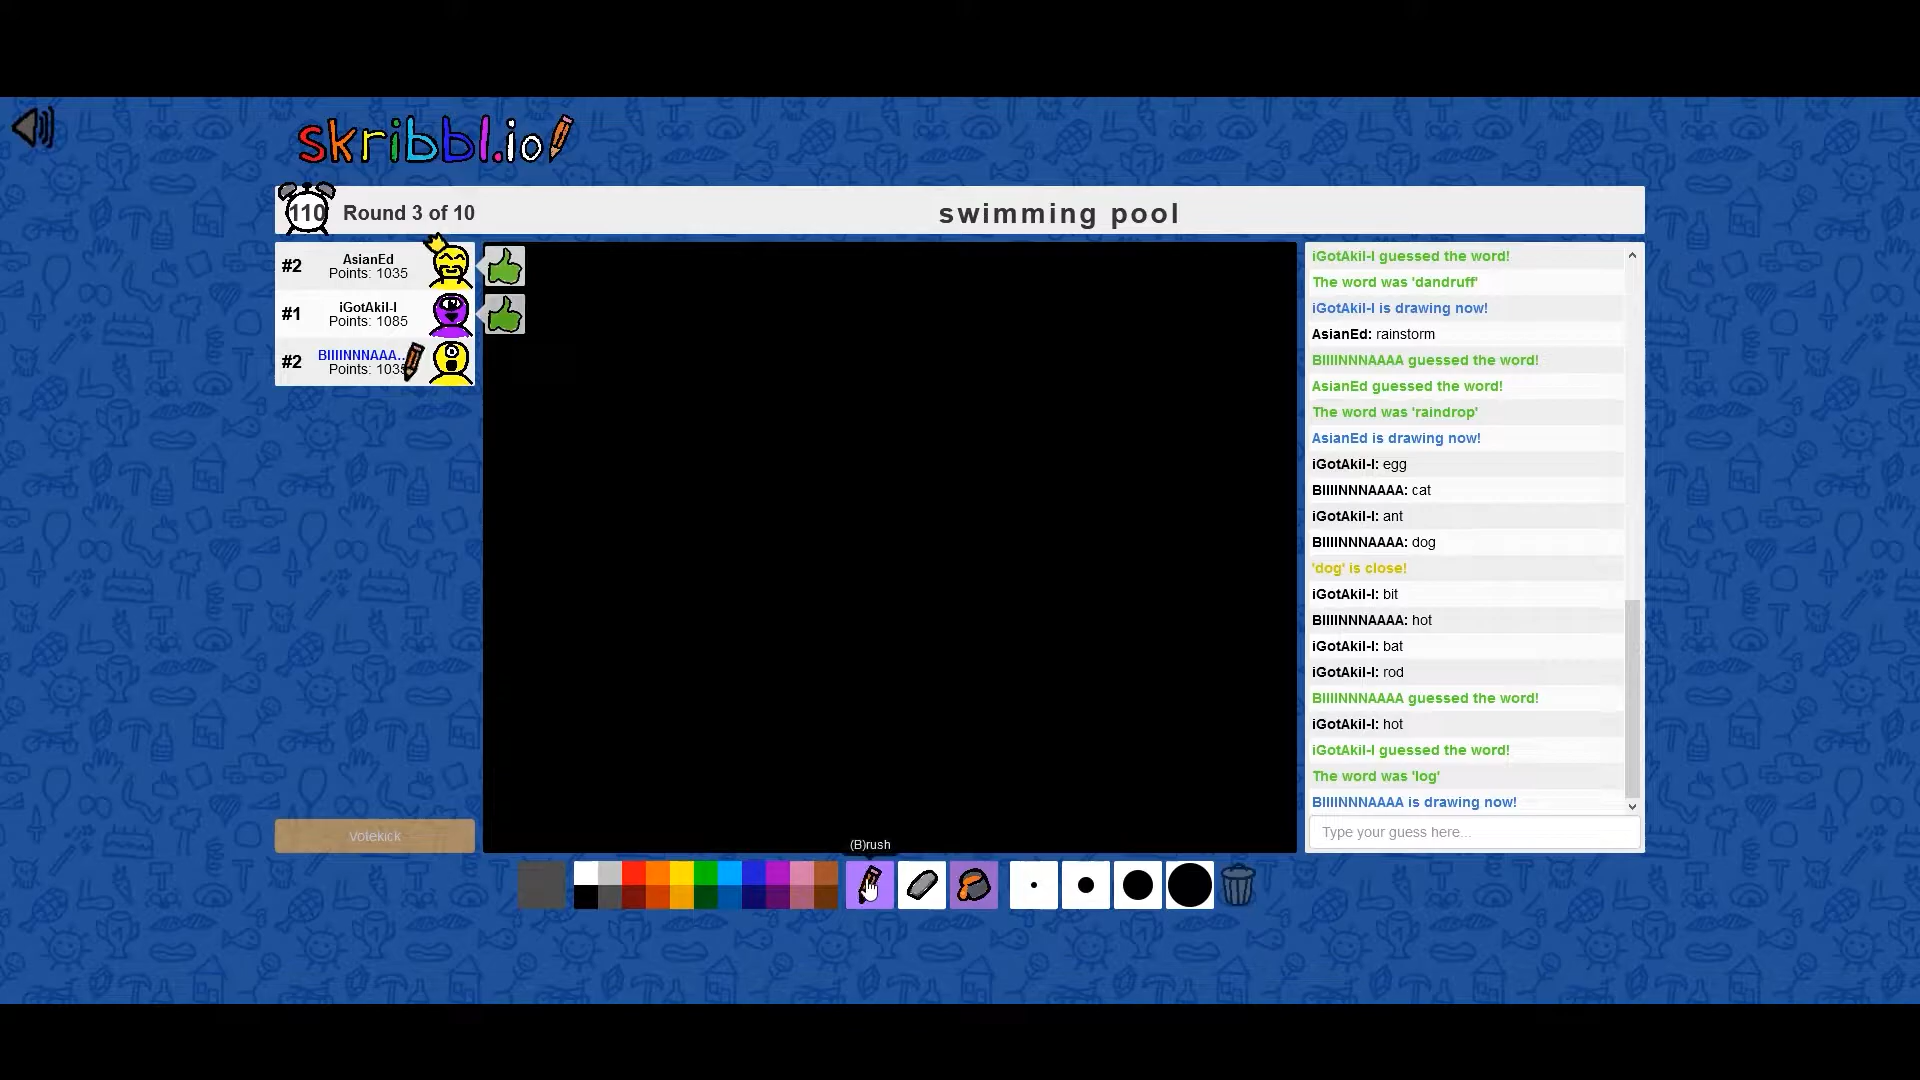 skribbl.io
110
Round 3 of 10
swimming pool
#2
AsianEd
Points: 1035
#1
iGotAkil-I
Points: 1085
#2
BIIIINNNAAA...
Points: 1035
iGotAkil-I guessed the word!
The word was 'dandruff'
iGotAkil-I is drawing now!
AsianEd: rainstorm
BIIIINNNAAAA guessed the word!
AsianEd guessed the word!
The word was 'raindrop'
AsianEd is drawing now!
iGotAkil-I: egg
BIIIINNNAAAA: cat
iGotAkil-I: ant
BIIIINNNAAAA: dog
'dog' is close!
iGotAkil-I: bit
BIIIINNNAAAA: hot
iGotAkil-I: bat
iGotAkil-I: rod
BIIIINNNAAAA guessed the word!
iGotAkil-I: hot
iGotAkil-I guessed the word!
The word was 'log'
BIIIINNNAAAA is drawing now!
Type your guess here...
Votekick
(B)rush